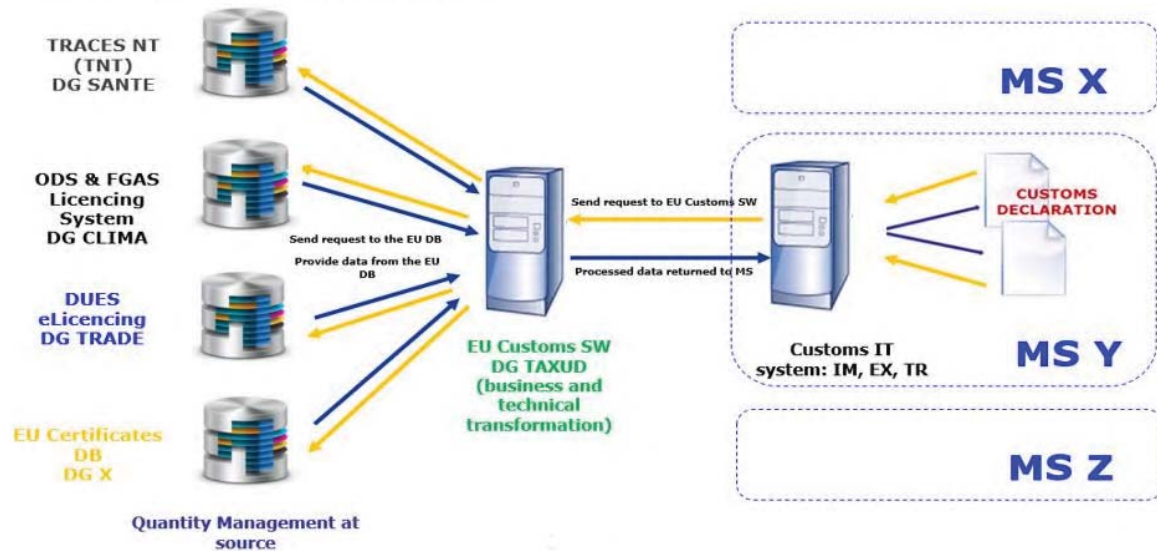 TRACES NT
(TNT)
DG SANTE
ODS & FGAS
Licencing
System
DG CLIMA
DUES
eLicencing
DG TRADE
EU Certificates
DB
DG X
Quantity Management at
source
Send request to the EU DB
Provide data from the EU
DB
EU Customs SW
DG TAXUD
(business and
technical
transformation)
Send request to EU Customs SW
Processed data returned to MS
Customs IT
system: IM, EX, TR
CUSTOMS
DECLARATION
MS X
MS Y
MS Z